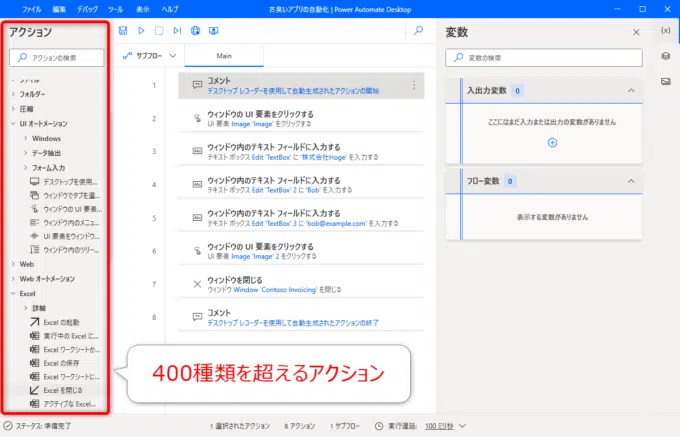 ファイル 編集 デバッグ ツール 表示 ヘルプ
古臭いアプリの自動化 | Power Automate Desktop
アクション
アクションの検索
ファイル
フォルダー
圧縮
UI オートメーション
Windows
データ抽出
フォーム入力
デスクトップを使用...
ウィンドウでタブを選...
ウィンドウの UI 要素...
ウィンドウ内のメニュー...
UI 要素をウィンドウ...
ウィンドウ内のツリー...
Web
Web オートメーション
Excel
詳細
Excel の起動
実行中の Excel に...
Excel ワークシートか...
Excel の保存
Excel ワークシートに...
Excel を閉じる
アクティブな Excel...
サブフロー
Main
1
コメント
デスクトップ レコーダーを使用して自動生成されたアクションの開始
2
ウィンドウの UI 要素をクリックする
UI 要素 Image 'Image' をクリックする
3
ウィンドウ内のテキスト フィールドに入力する
テキスト ボックス Edit 'TextBox' に '株式会社Hoge' を入力する
4
ウィンドウ内のテキスト フィールドに入力する
テキスト ボックス Edit 'TextBox' 2 に 'Bob' を入力する
5
ウィンドウ内のテキスト フィールドに入力する
テキスト ボックス Edit 'TextBox' 3 に 'bob@example.com' を入力する
6
ウィンドウの UI 要素をクリックする
UI 要素 Image 'Image' 2 をクリックする
7
ウィンドウを閉じる
ウィンドウ Window 'Contoso Invoicing' を閉じる
8
コメント
デスクトップ レコーダーを使用して自動生成されたアクションの終了
400種類を超えるアクション
変数
{x}
変数の検索
入出力変数 0
ここにはまだ入力または出力の変数がありません
フロー変数 0
表示する変数がありません
ステータス: 準備完了
1 選択されたアクション
8 アクション
1 サブフロー
実行遅延: 100 ミリ秒